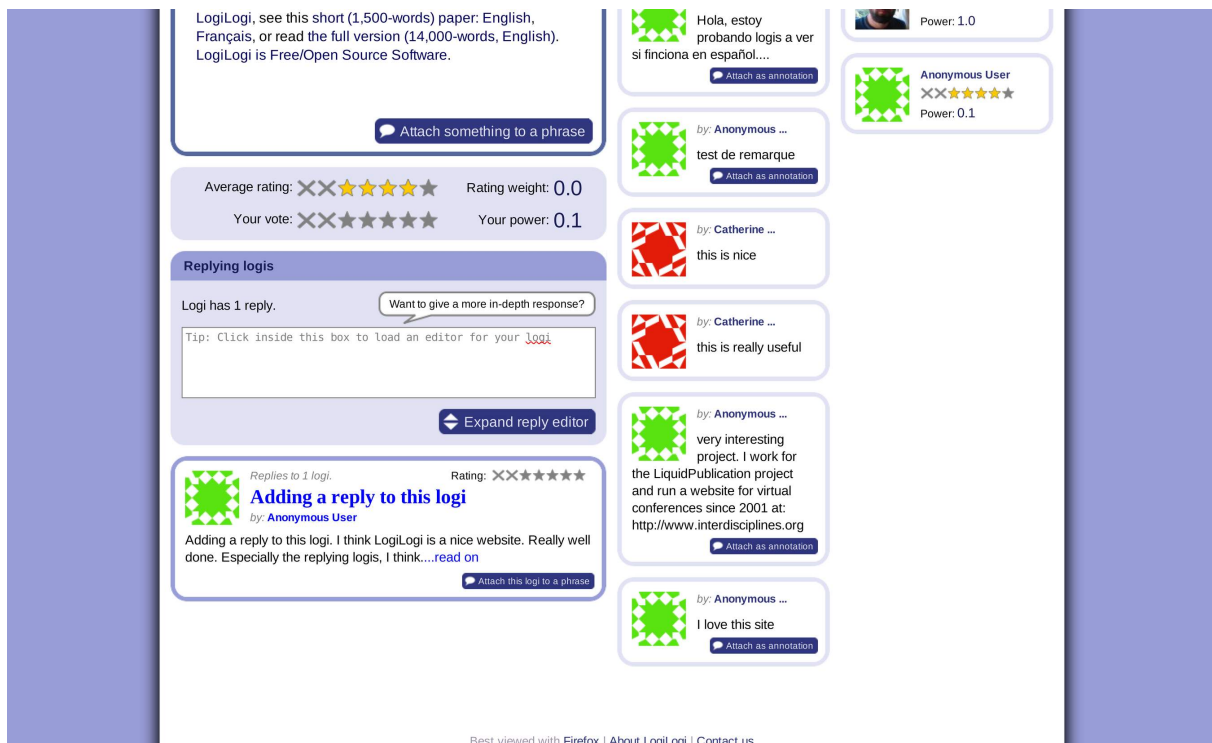 LogiLogi, see this short (1,500-words) paper: English,
Français, or read the full version (14,000-words, English).
LogiLogi is Free/Open Source Software.
Attach something to a phrase
Average rating:
Rating weight: 0.0
Your vote:
Your power: 0.1
Replying logis
Logi has 1 reply.
Want to give a more in-depth response?
Tip: Click inside this box to load an editor for your logi
Expand reply editor
Replies to 1 logi.
Rating:
Adding a reply to this logi
by: Anonymous User
Adding a reply to this logi. I think LogiLogi is a nice website. Really well
done. Especially the replying logis, I think....read on
Attach this logi to a phrase
Hola, estoy
probando logis a ver
si finciona en español....
Attach as annotation
by: Anonymous ...
test de remarque
Attach as annotation
by: Catherine ...
this is nice
by: Catherine ...
this is really useful
by: Anonymous ...
very interesting
project. I work for
the LiquidPublication project
and run a website for virtual
conferences since 2001 at:
http://www.interdisciplines.org
Attach as annotation
by: Anonymous ...
I love this site
Attach as annotation
Power: 1.0
Anonymous User
Power: 0.1
Best viewed with Firefox | About LogiLogi | Contact us